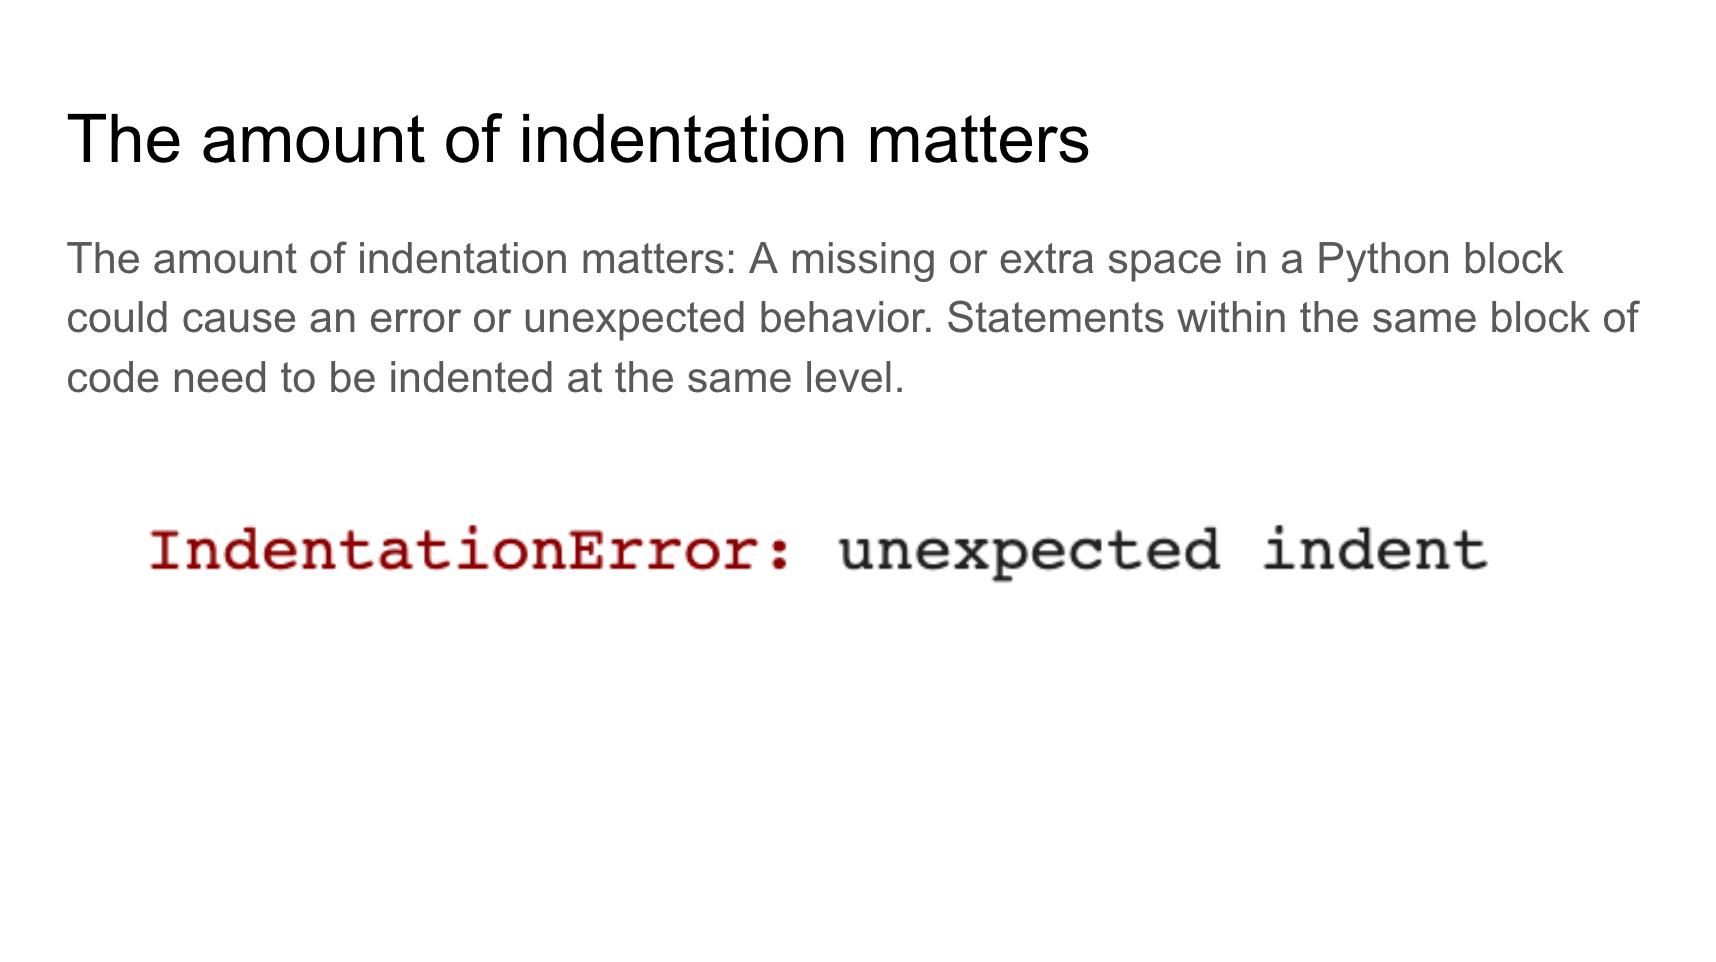 The amount of indentation matters
The amount of indentation matters: A missing or extra space in a Python block
could cause an error or unexpected behavior. Statements within the same block of
code need to be indented at the same level.
IndentationError: unexpected indent